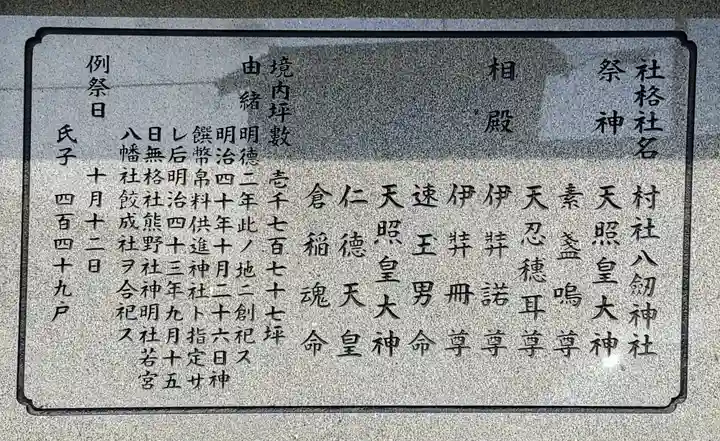 社格社名 村社八劔神社
祭神 天照皇大神
素盞嗚尊
天忍穂耳尊
相殿 伊弉諾尊
伊弉冊尊
速玉男命
天照皇大神
仁徳天皇
倉稲魂命
境内坪数 壱千七百七十七坪
由緒 明徳二年此ノ地ニ創祀ス
明治四十年十月二十六日神
饌幣帛料供進神社ト指定サ
レ后明治四十三年九月十五
日無格社熊野社神明社若宮
八幡社餃成社ヲ合祀ス
例祭日 十月十二日
氏子 四百四十九戸